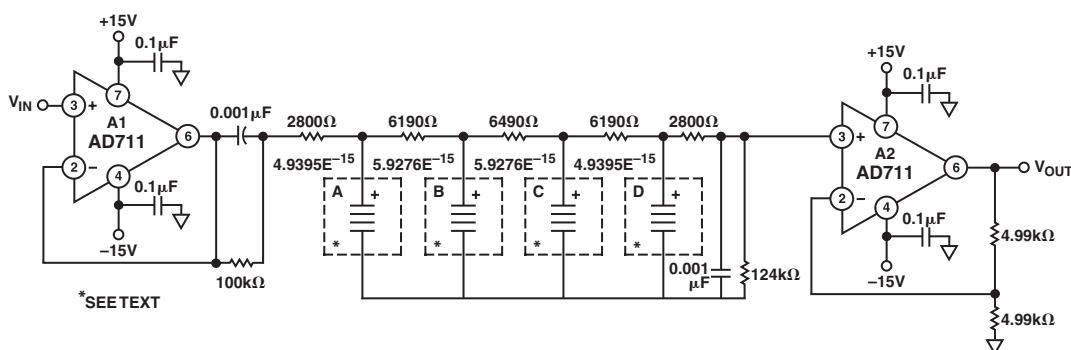 +15V
0.1µF
V_IN
3
+
7
A1
AD711
6
2
–
4
0.1µF
–15V
0.001µF
100kΩ
*SEE TEXT
2800Ω
6190Ω
6490Ω
6190Ω
2800Ω
4.9395E⁻¹⁵
5.9276E⁻¹⁵
5.9276E⁻¹⁵
4.9395E⁻¹⁵
A
+
*
B
+
*
C
+
*
D
+
*
0.001
µF
124kΩ
+15V
0.1µF
3
+
7
A2
AD711
6
2
–
4
0.1µF
–15V
V_OUT
4.99kΩ
4.99kΩ